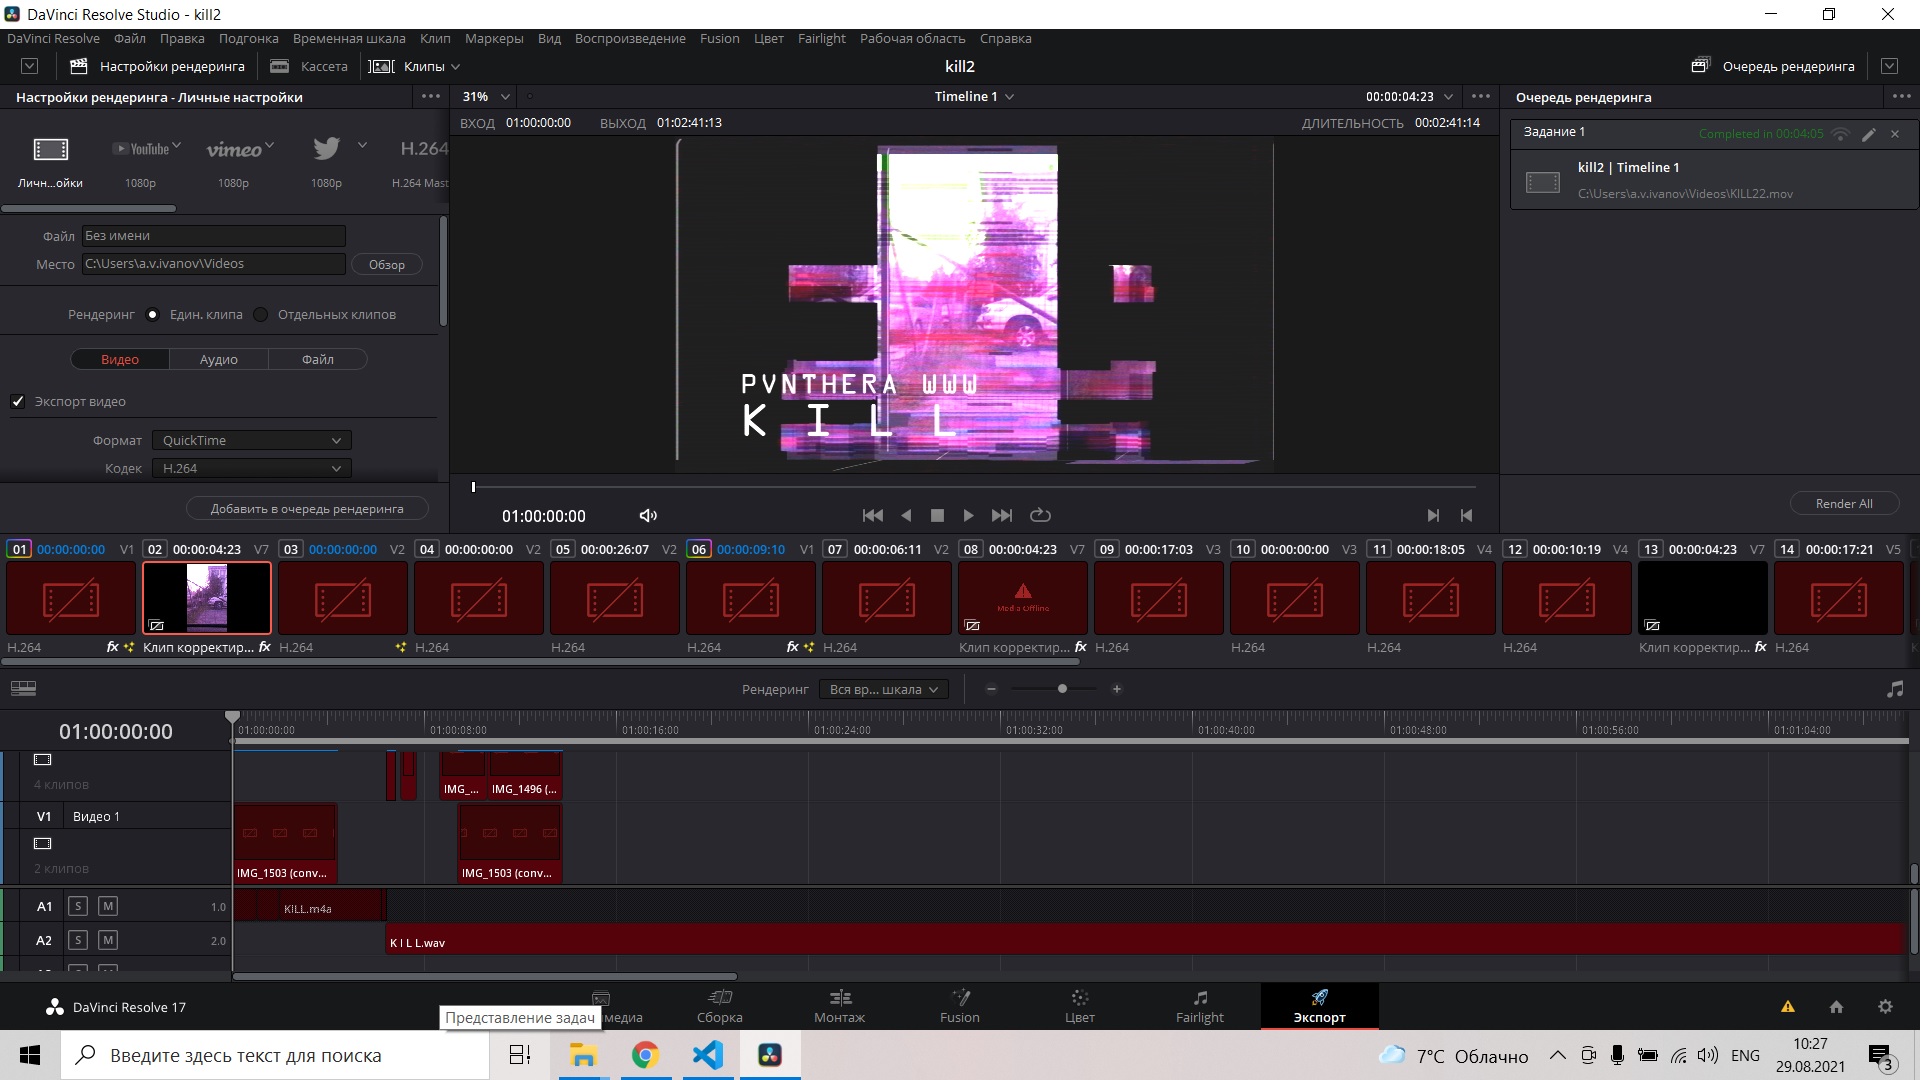 DaVinci Resolve Studio - kill2
DaVinci Resolve Файл Правка Подгонка Временная шкала Клип Маркеры Вид Воспроизведение Fusion Цвет Fairlight Рабочая область Справка
Настройки рендеринга Кассета Клипы kill2 Очередь рендеринга
Настройки рендеринга - Личные настройки 31% Timeline 1 00:00:04:23 Очередь рендеринга
ВХОД 01:00:00:00 ВЫХОД 01:02:41:13 ДЛИТЕЛЬНОСТЬ 00:02:41:14
Задание 1 Completed in 00:04:05
YouTube vimeo H.264
Личн...ойки 1080p 1080p 1080p H.264 Mast
kill2 | Timeline 1
C:\Users\a.v.ivanov\Videos\KILL22.mov
Файл Без имени
Место C:\Users\a.v.ivanov\Videos Обзор
Рендеринг Един. клипа Отдельных клипов
Видео Аудио Файл
Экспорт видео
Формат QuickTime
Кодек H.264
Добавить в очередь рендеринга
PVNTHERA WWW
K I L L
01:00:00:00
Render All
01 00:00:00:00 V1 02 00:00:04:23 V7 03 00:00:00:00 V2 04 00:00:00:00 V2 05 00:00:26:07 V2 06 00:00:09:10 V1 07 00:00:06:11 V2 08 00:00:04:23 V7 09 00:00:17:03 V3 10 00:00:00:00 V3 11 00:00:18:05 V4 12 00:00:10:19 V4 13 00:00:04:23 V7 14 00:00:17:21 V5
Media Offline
H.264 fx Клип корректир... fx H.264 H.264 H.264 H.264 fx H.264 Клип корректир... fx H.264 H.264 H.264 H.264 Клип корректир... fx H.264
Рендеринг Вся вр... шкала
01:00:00:00 01:00:00:00 01:00:08:00 01:00:16:00 01:00:24:00 01:00:32:00 01:00:40:00 01:00:48:00 01:00:56:00 01:01:04:00
4 клипов IMG_... IMG_1496 (...
V1 Видео 1
2 клипов IMG_1503 (conv... IMG_1503 (conv...
A1 S M 1.0 KiLL.m4a
A2 S M 2.0 K I L L.wav
DaVinci Resolve 17 Представление задач медиа Сборка Монтаж Fusion Цвет Fairlight Экспорт
Введите здесь текст для поиска 7°C Облачно ENG 10:27
29.08.2021 3